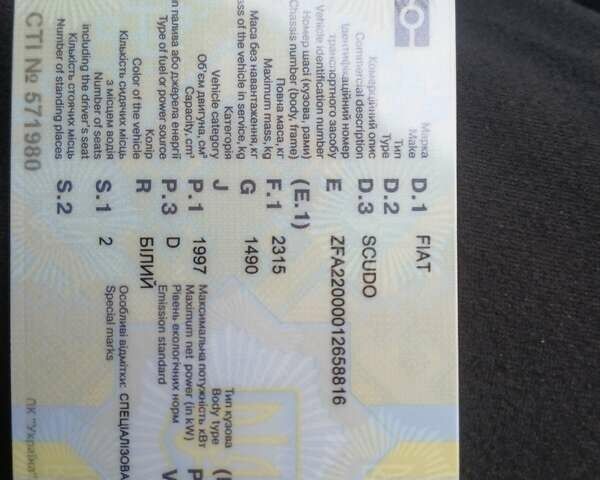 Марка
Make D.1 FIAT
Тип
Type D.2
Комерційний опис
Commercial description D.3 SCUDO
Ідентифікаційний номер
транспортного засобу
Vehicle identification number E ZFA22000012658816
Номер шасі (кузова, рами)
Chassis number (body, frame) (E.1)
Повна маса, кг
Maximum mass, kg F.1 2315
Маса без навантаження, кг
ass of the vehicle in service, kg G 1490
Категорія
Vehicle category J
Тип кузова
Body type
Об'єм двигуна, см³
Capacity, cm³ P.1 1997
Максимальна потужність кВт
Maximum net power (in kW) P
ип палива або джерела енергії
Type of fuel or power source P.3 D
Рівень екологічних норм
Emission standard V
Колір
Color of the vehicle R БІЛИЙ
Кількість сидячих місць
з місцем водія
Number of seats
including the driver's seat S.1 2
Особливі відмітки: СПЕЦІАЛІЗОВА
Special marks
Кількість стоячих місць
Number of standing places S.2
СТІ № 571980
ПК "Україна"